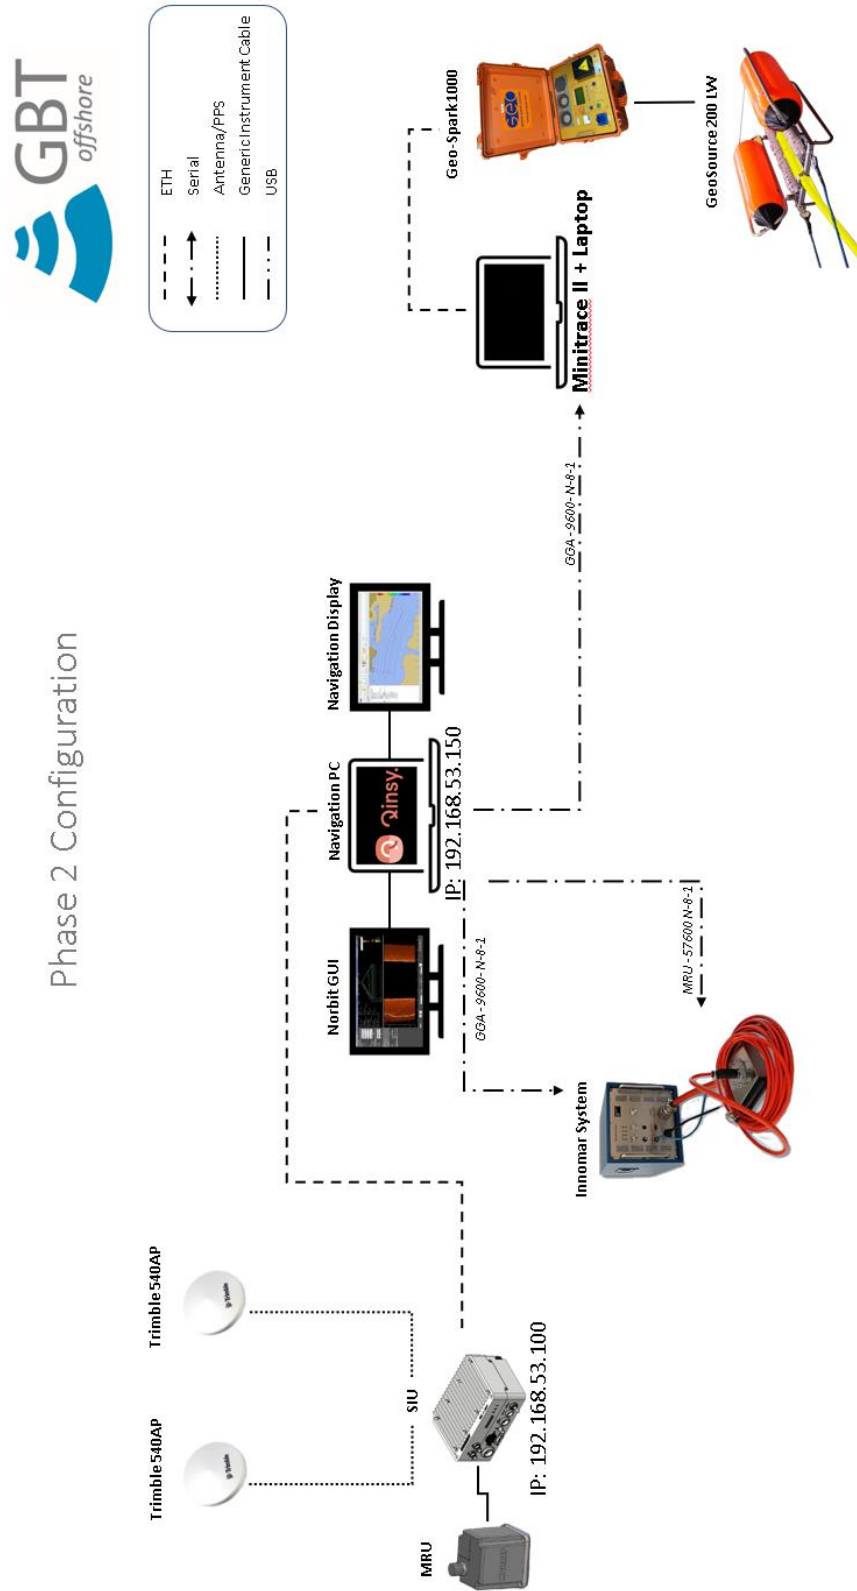 Phase 2 Configuration
GBT
offshore
ETH
Serial
Antenna/PPS
Generic Instrument Cable
USB
Trimble 540AP
Trimble 540AP
SIU
MRU
IP: 192.168.53.100
Norbit GUI
Navigation PC
Navigation Display
Qinsy.
IP: 192.168.53.150
GGA - 9600- N-8-1
MRU - 57600 N-8-1
GGA - 9600- N-8-1
Innomar System
Minitrace II + Laptop
Geo-Spark1000
geo
GeoSource 200 LW
Trimble
Trimble